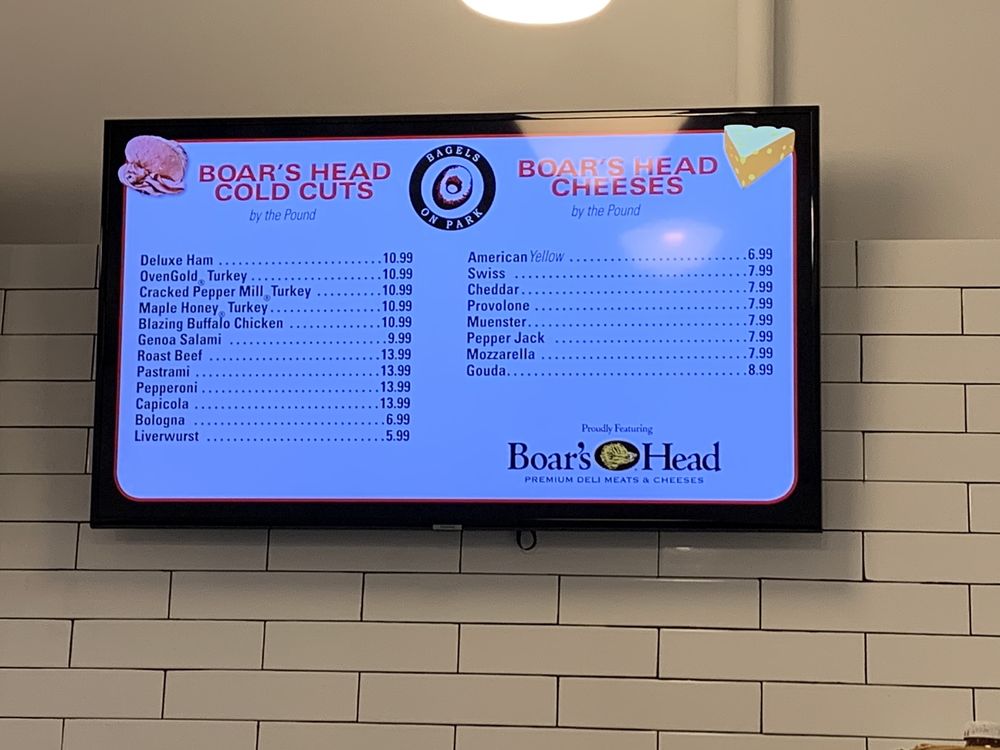 BOAR'S HEAD
COLD CUTS
by the Pound
Deluxe Ham ........................10.99
OvenGold® Turkey ........................10.99
Cracked Pepper Mill® Turkey ..............10.99
Maple Honey® Turkey ........................10.99
Blazing Buffalo Chicken ..................10.99
Genoa Salami ........................9.99
Roast Beef ........................13.99
Pastrami ........................13.99
Pepperoni ........................13.99
Capicola ........................13.99
Bologna ........................6.99
Liverwurst ........................5.99
BAGELS
ON PARK
BOAR'S HEAD
CHEESES
by the Pound
American Yellow ........................6.99
Swiss ........................7.99
Cheddar ........................7.99
Provolone ........................7.99
Muenster ........................7.99
Pepper Jack ........................7.99
Mozzarella ........................7.99
Gouda ........................8.99
Proudly Featuring
Boar's Head
PREMIUM DELI MEATS & CHEESES